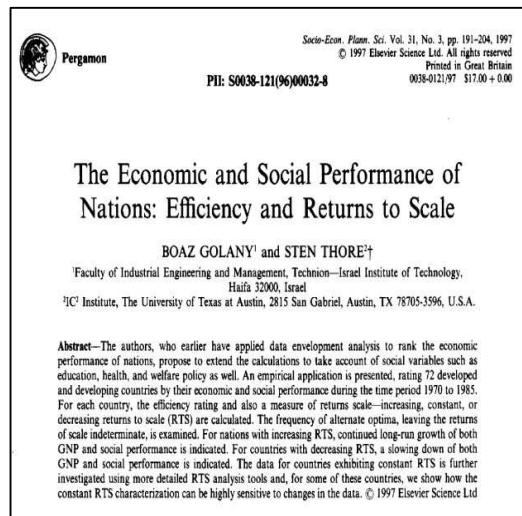 Socio-Econ. Plann. Sci. Vol. 31, No. 3, pp. 191-204, 1997
© 1997 Elsevier Science Ltd. All rights reserved
Printed in Great Britain
0038-0121/97 $17.00 + 0.00
Pergamon
PII: S0038-121(96)00032-8
The Economic and Social Performance of
Nations: Efficiency and Returns to Scale
BOAZ GOLANY¹ and STEN THORE²†
¹Faculty of Industrial Engineering and Management, Technion—Israel Institute of Technology,
Haifa 32000, Israel
²IC² Institute, The University of Texas at Austin, 2815 San Gabriel, Austin, TX 78705-3596, U.S.A.
Abstract—The authors, who earlier have applied data envelopment analysis to rank the economic
performance of nations, propose to extend the calculations to take account of social variables such as
education, health, and welfare policy as well. An empirical application is presented, rating 72 developed
and developing countries by their economic and social performance during the time period 1970 to 1985.
For each country, the efficiency rating and also a measure of returns scale—increasing, constant, or
decreasing returns to scale (RTS) are calculated. The frequency of alternate optima, leaving the returns
of scale indeterminate, is examined. For nations with increasing RTS, continued long-run growth of both
GNP and social performance is indicated. For countries with decreasing RTS, a slowing down of both
GNP and social performance is indicated. The data for countries exhibiting constant RTS is further
investigated using more detailed RTS analysis tools and, for some of these countries, we show how the
constant RTS characterization can be highly sensitive to changes in the data. © 1997 Elsevier Science Ltd